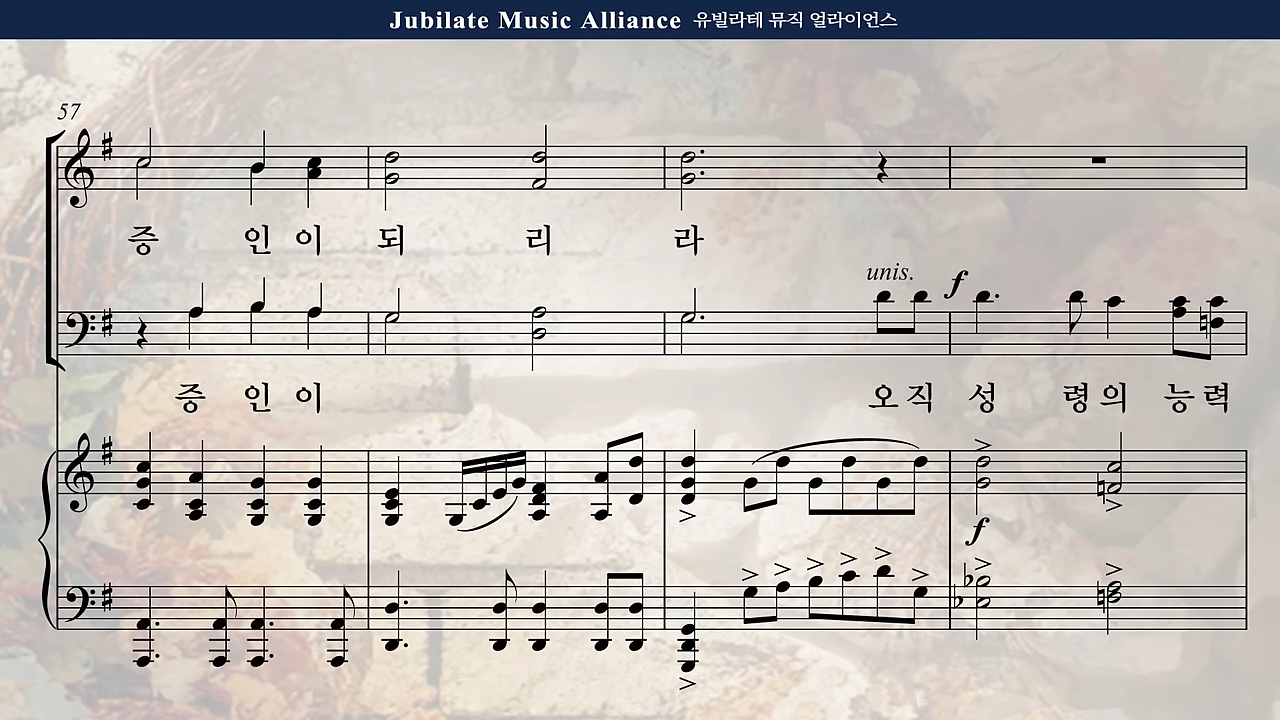 Jubilate Music Alliance 유빌라테 뮤직 얼라이언스
57
증 인 이 되 리 라
unis. f
증 인 이 오 직 성 령 의 능 력
f